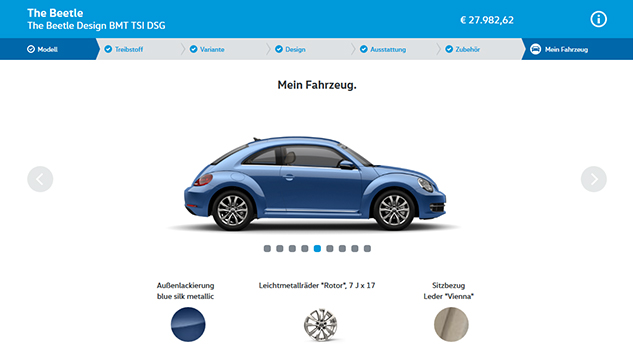 The Beetle
The Beetle Design BMT TSI DSG
€ 27.982,62
Modell
Treibstoff
Variante
Design
Ausstattung
Zubehör
Mein Fahrzeug
Mein Fahrzeug.
Außenlackierung
blue silk metallic
Leichtmetallräder "Rotor", 7 J x 17
Sitzbezug
Leder "Vienna"